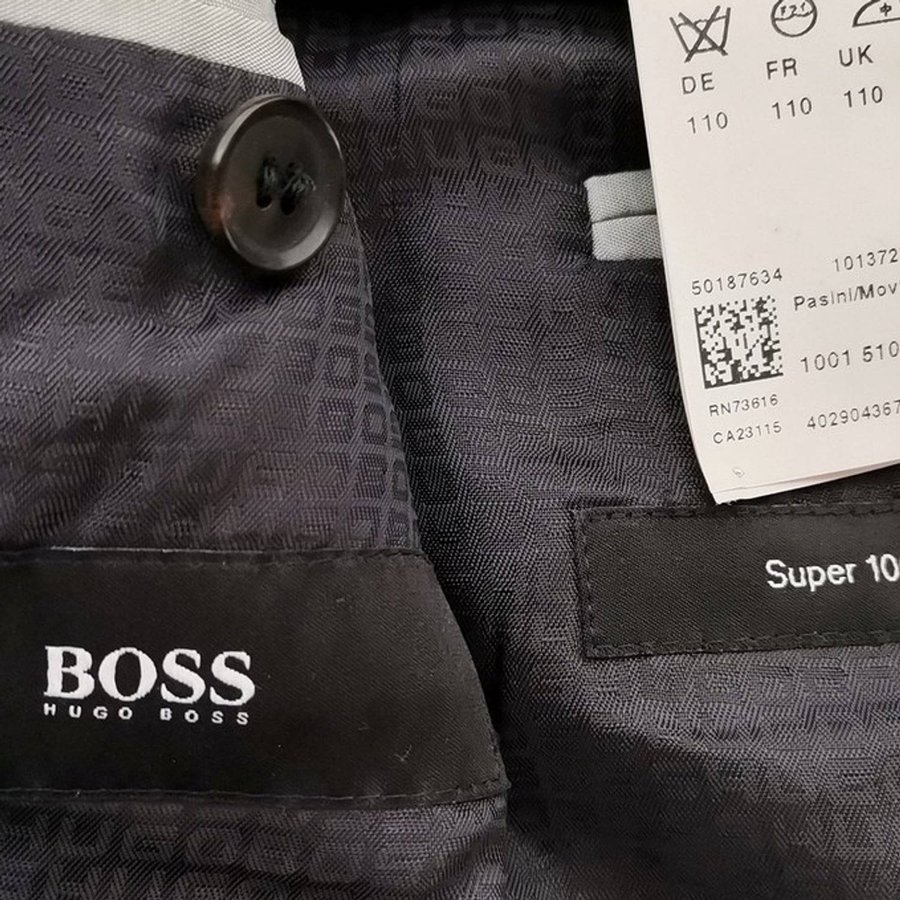 DE FR UK
110 110 110
50187634 101372
Pasini/Mov
1001 510
RN73616
CA23115 402904367
Super 10
BOSS
HUGO BOSS